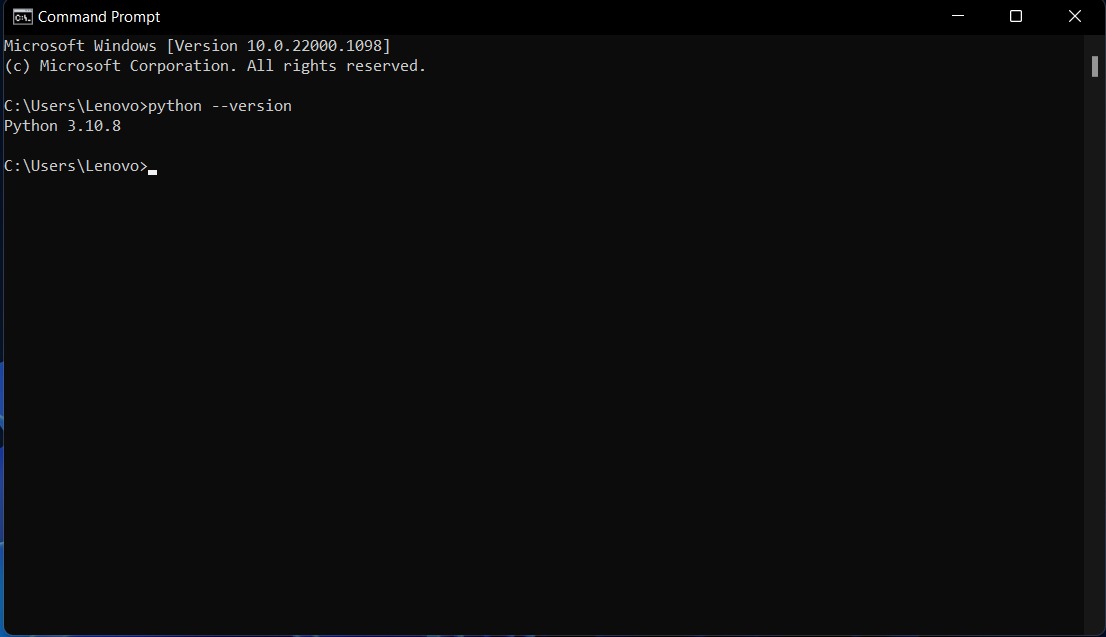 Command Prompt
Microsoft Windows [Version 10.0.22000.1098]
(c) Microsoft Corporation. All rights reserved.
C:\Users\Lenovo>python --version
Python 3.10.8
C:\Users\Lenovo>